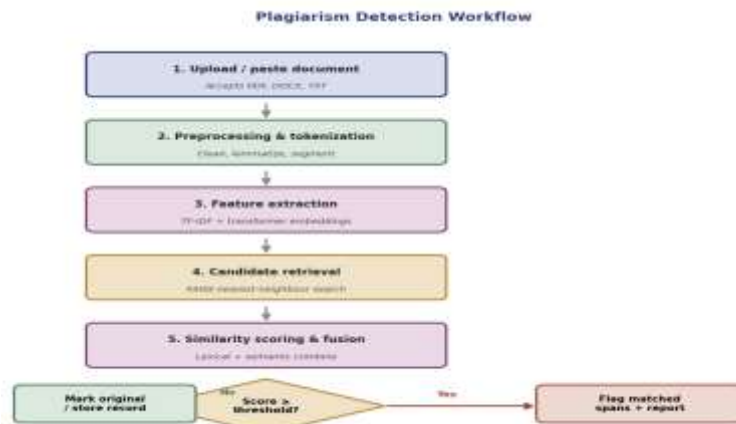 Plagiarism Detection Workflow
1. Upload / paste document
Accepts PDF, DOCX, TXT
2. Preprocessing & tokenization
Clean, lemmatize, segment
3. Feature extraction
TF-IDF + transformer embeddings
4. Candidate retrieval
nearest-neighbour search
5. Similarity scoring & fusion
Lexical + semantic
No
Yes
Mark original
/ store record
Score ≥
threshold?
Flag matched
spans + report